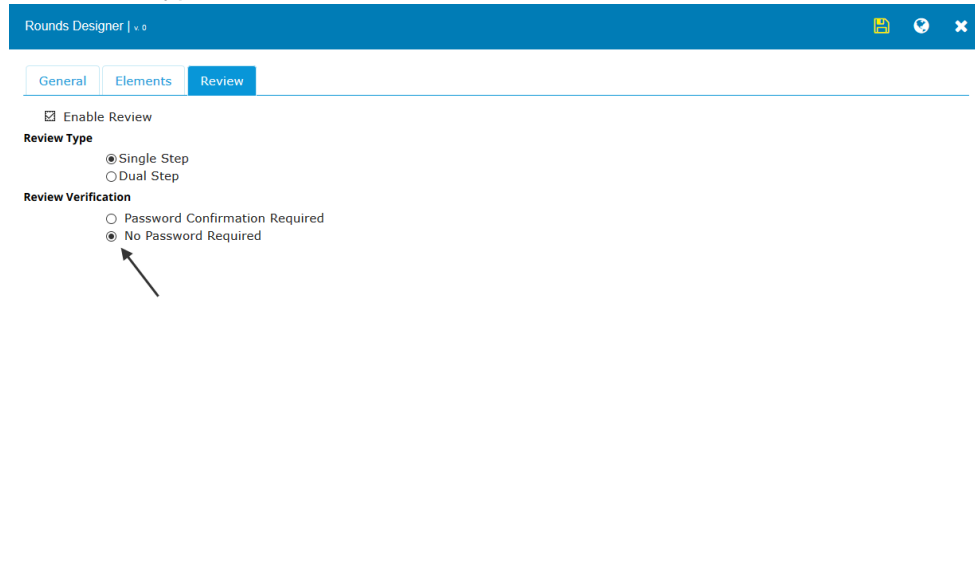 Rounds Designer | v. 0
General Elements Review
Enable Review
Review Type
Single Step
Dual Step
Review Verification
Password Confirmation Required
No Password Required